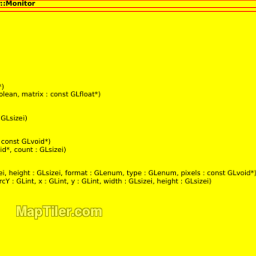 ::Monitor
*)
olean, matrix : const GLfloat*)
GLsizei)
const GLvoid*)
id*, count : GLsizei)
ei, height : GLsizei, format : GLenum, type : GLenum, pixels : const GLvoid*)
rcY : GLint, x : GLint, y : GLint, width : GLsizei, height : GLsizei)
MapTiler.com